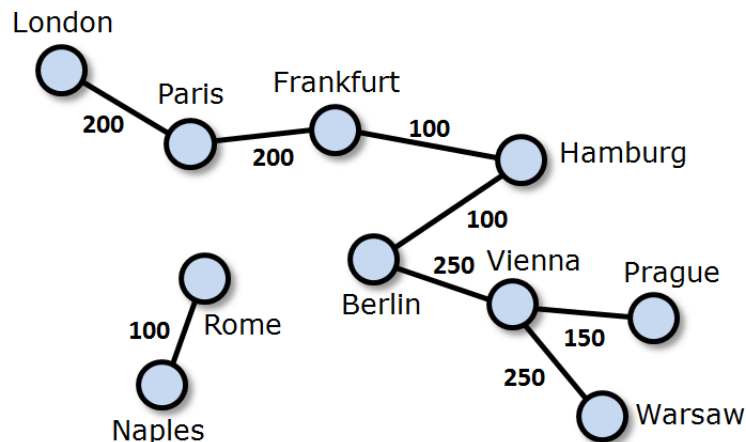 London
Paris
Frankfurt
200
200
100
Hamburg
100
250
Vienna
Prague
Berlin
Rome
100
150
250
Naples
Warsaw